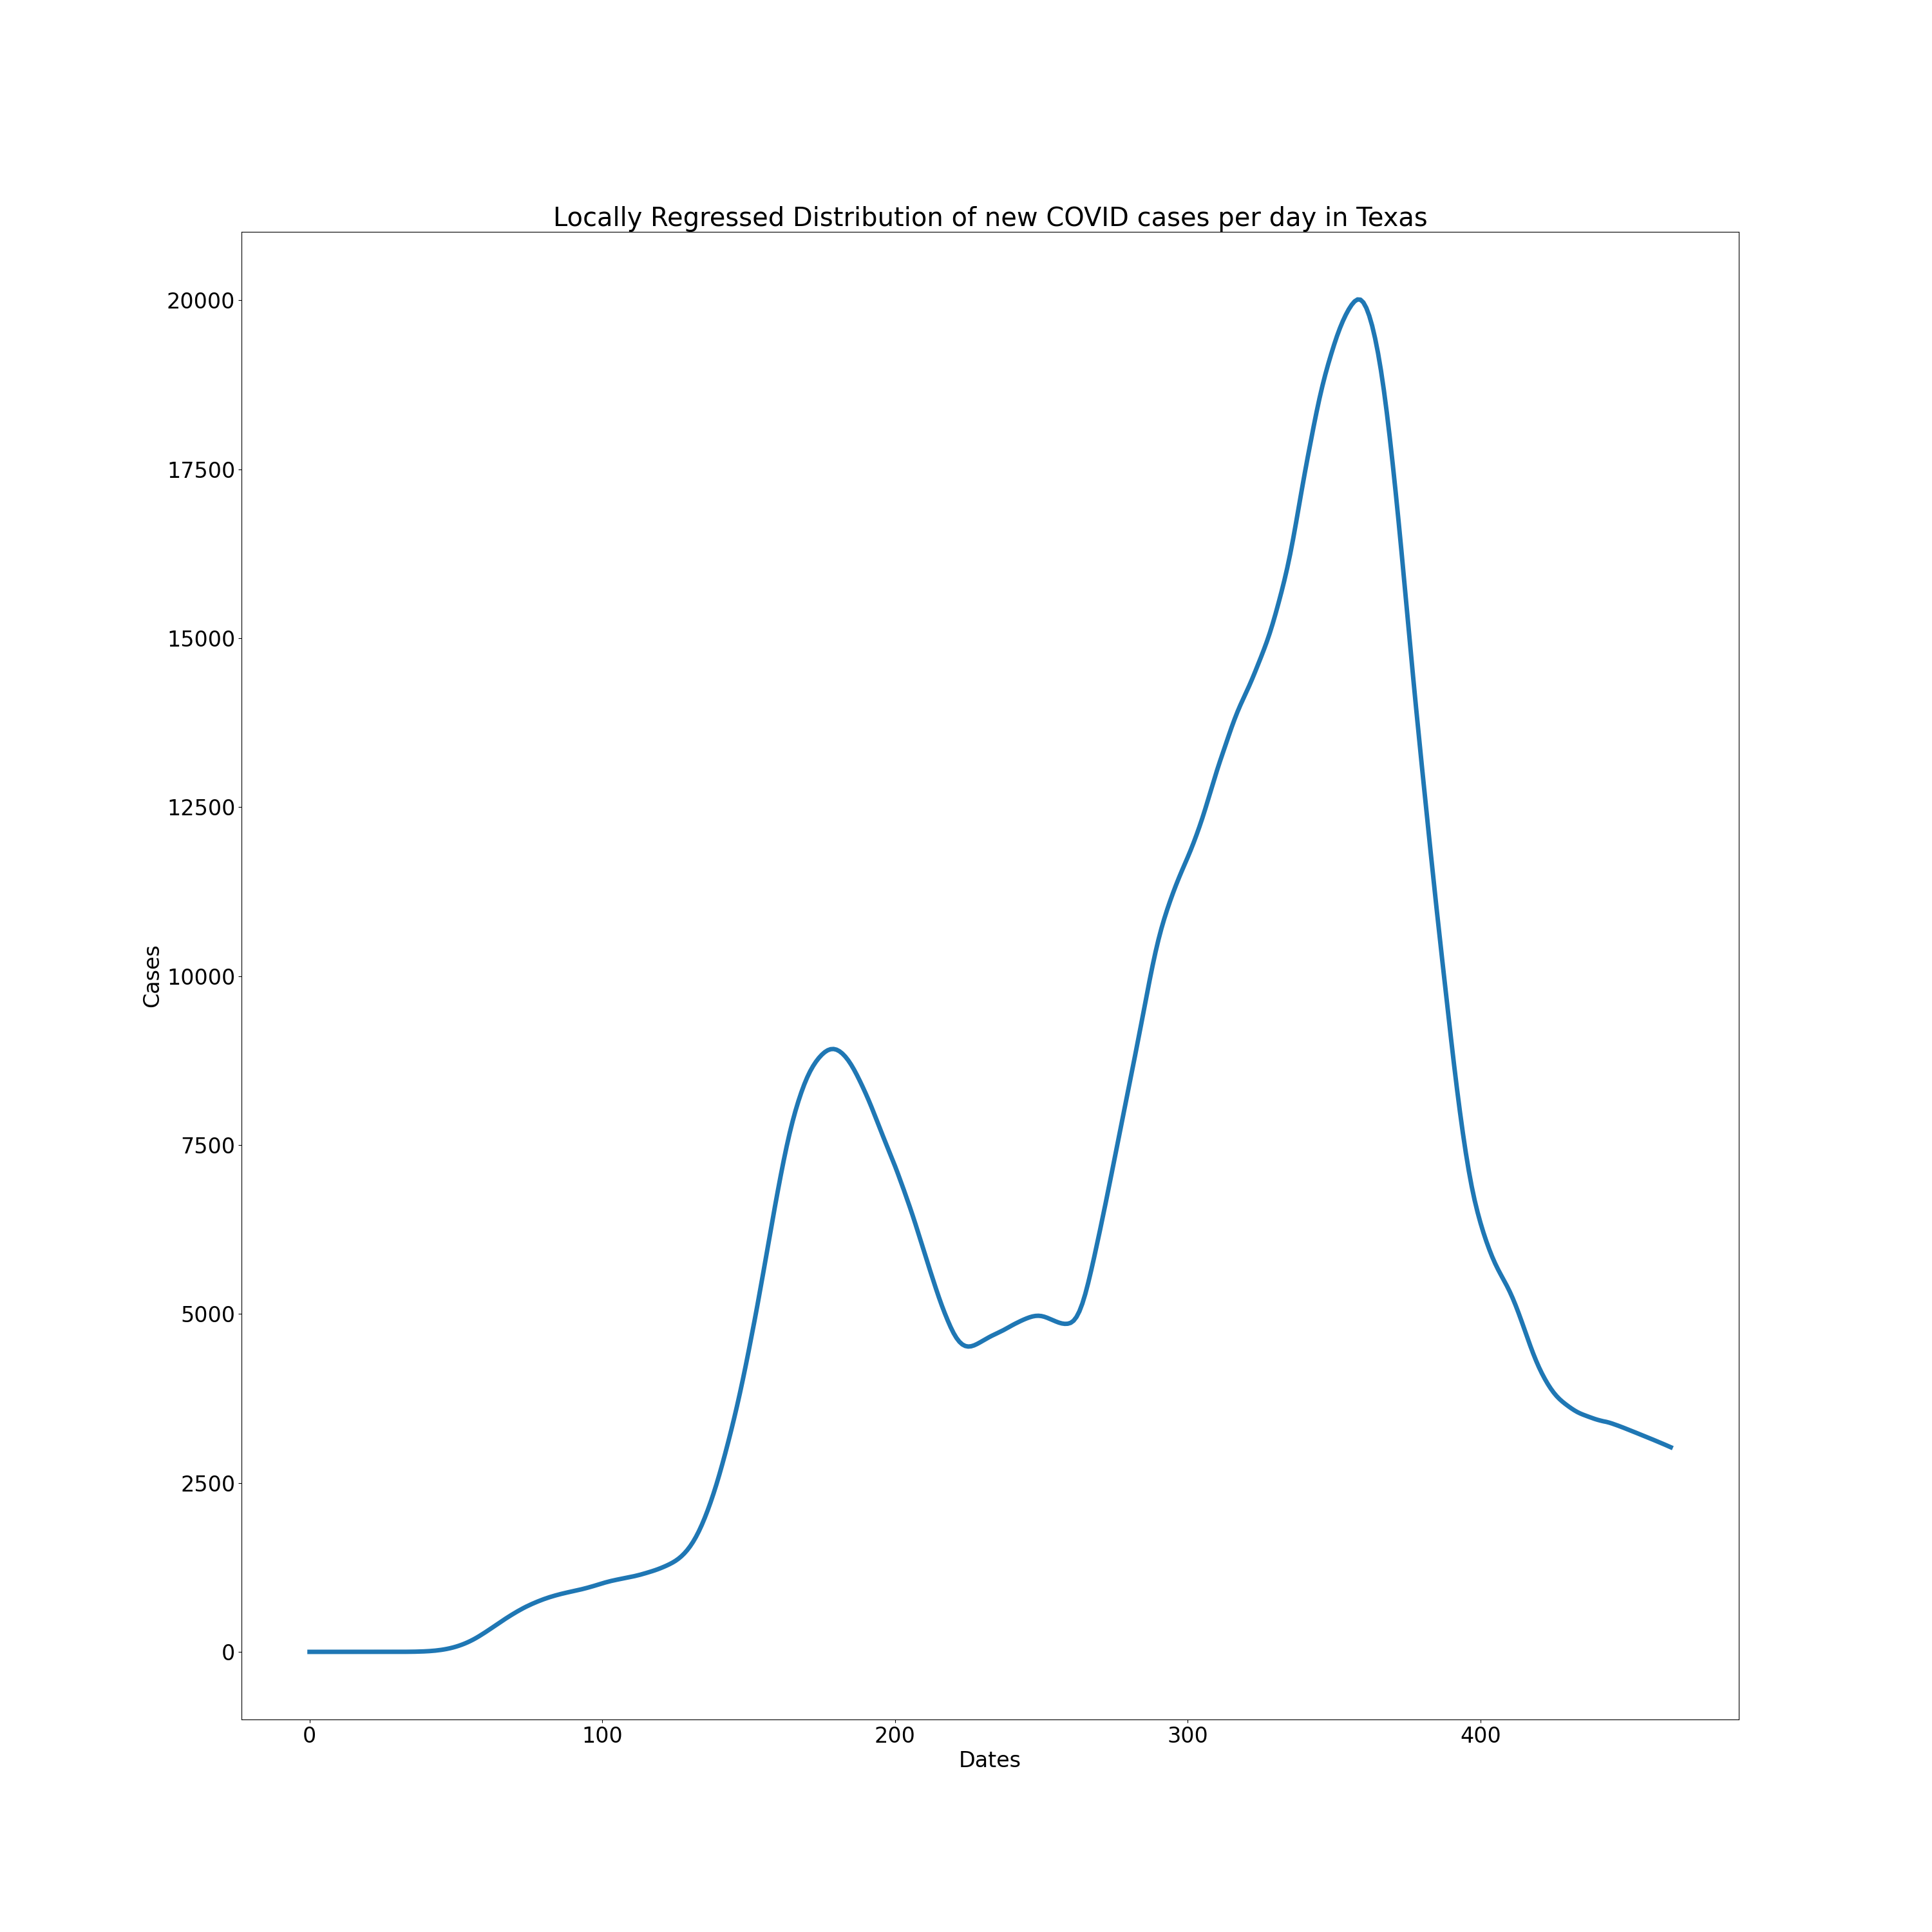 Locally Regressed Distribution of new COVID cases per day in Texas
20000
17500
15000
12500
10000
7500
5000
2500
0
Cases
0 100 200 300 400
Dates